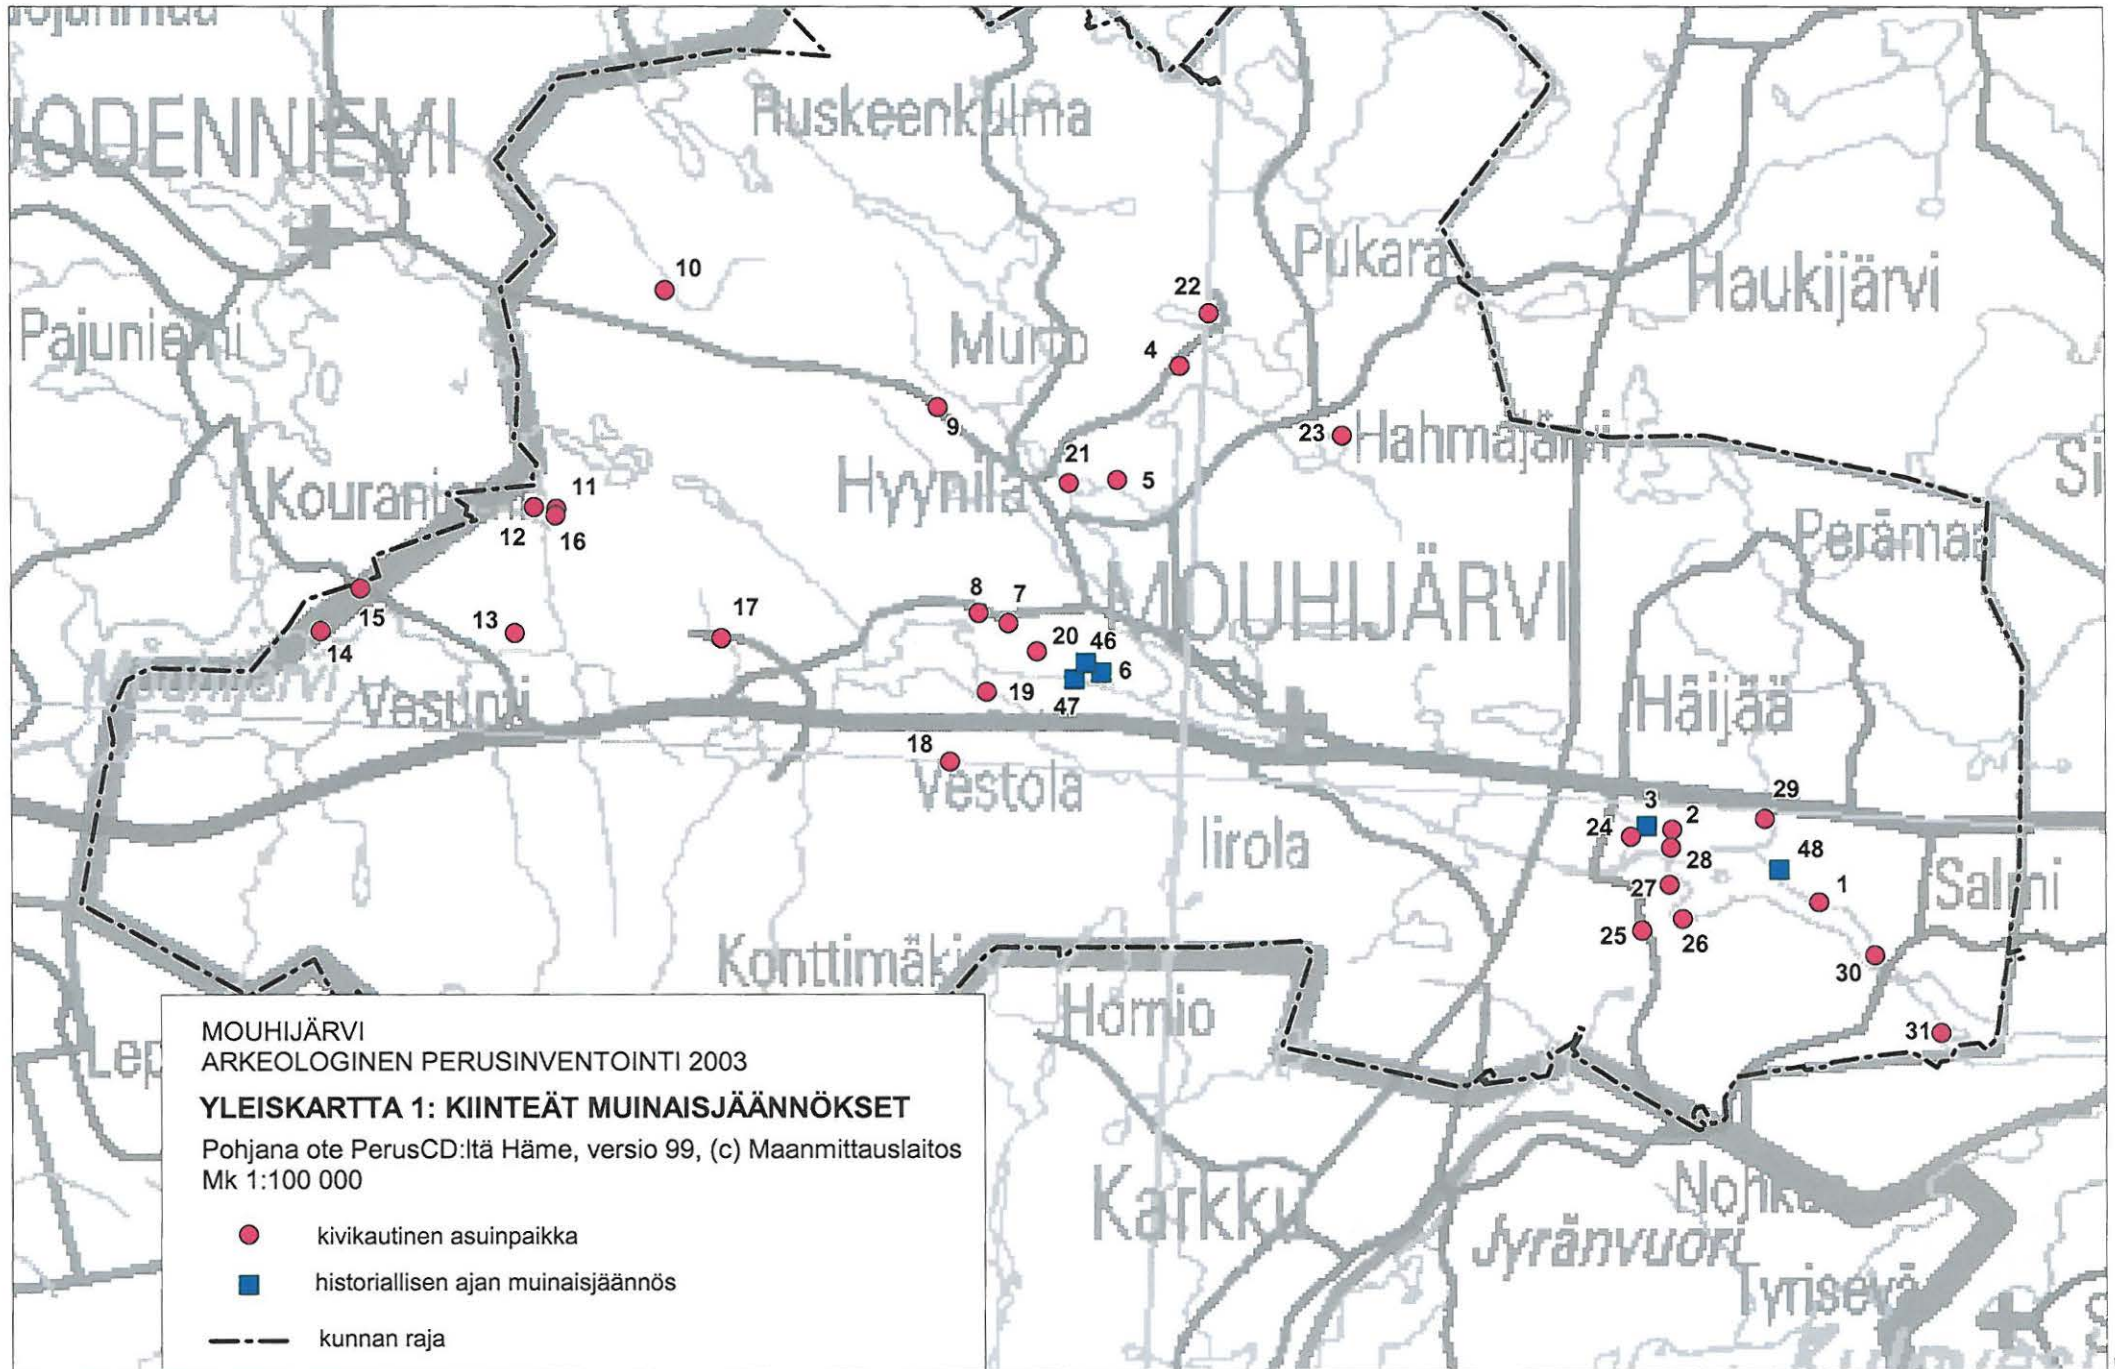 Ruskeenkulma
Pukara
Haukijärvi
10
22
Pajuniemi
Murro
4
9
23
Hahmajärvi
21
5
Hyynilä
11
12
16
Perämaa
MOUHIJÄRVI
8
7
17
15
13
20
46
6
14
19
47
Vesunti
Häijää
18
Vestola
Iirola
3
2
29
24
28
48
27
1
Salmi
25
26
30
Konttimäki
Homio
31
Karkku
Jyränvuori
MOUHIJÄRVI
ARKEOLOGINEN PERUSINVENTOINTI 2003
YLEISKARTTA 1: KIINTEÄT MUINAISJÄÄNNÖKSET
Pohjana ote PerusCD:ltä Häme, versio 99, (c) Maanmittauslaitos
Mk 1:100 000
kivikautinen asuinpaikka
historiallisen ajan muinaisjäännös
kunnan raja